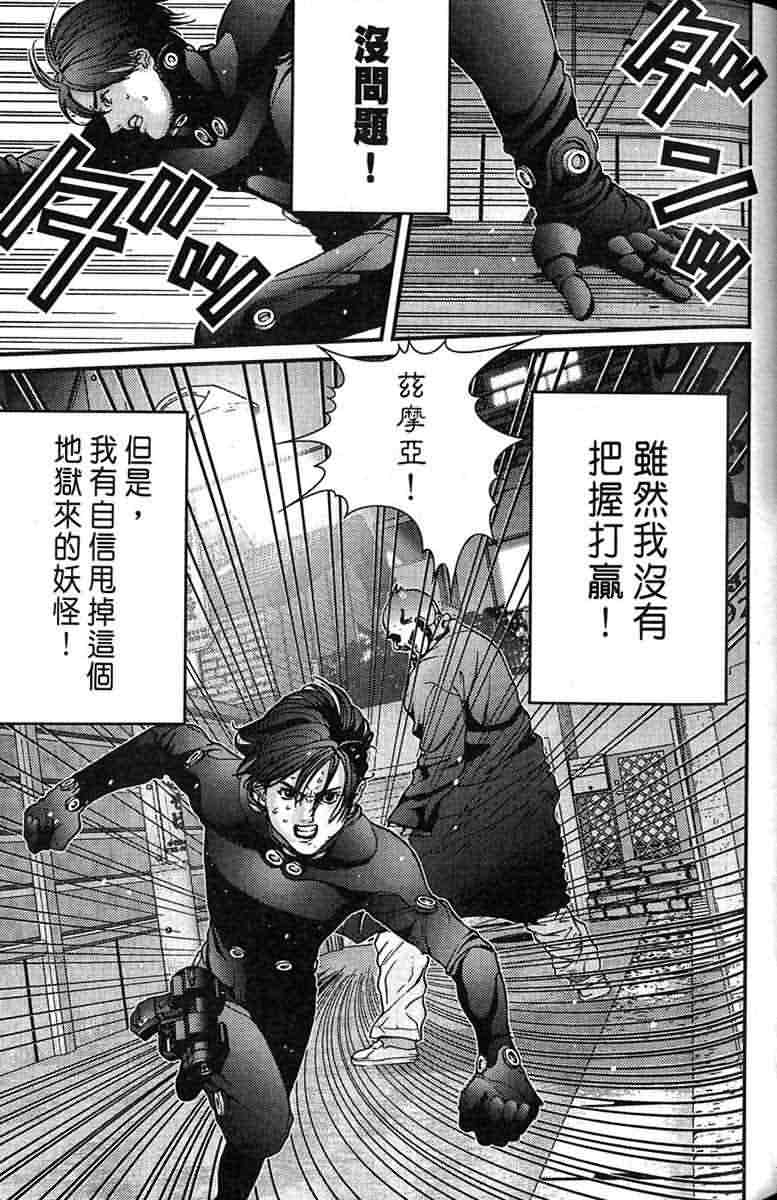 沒問題！
雖然我沒有
把握打贏！
茲摩亞！
但是，
我有自信甩掉這個
地獄來的妖怪！